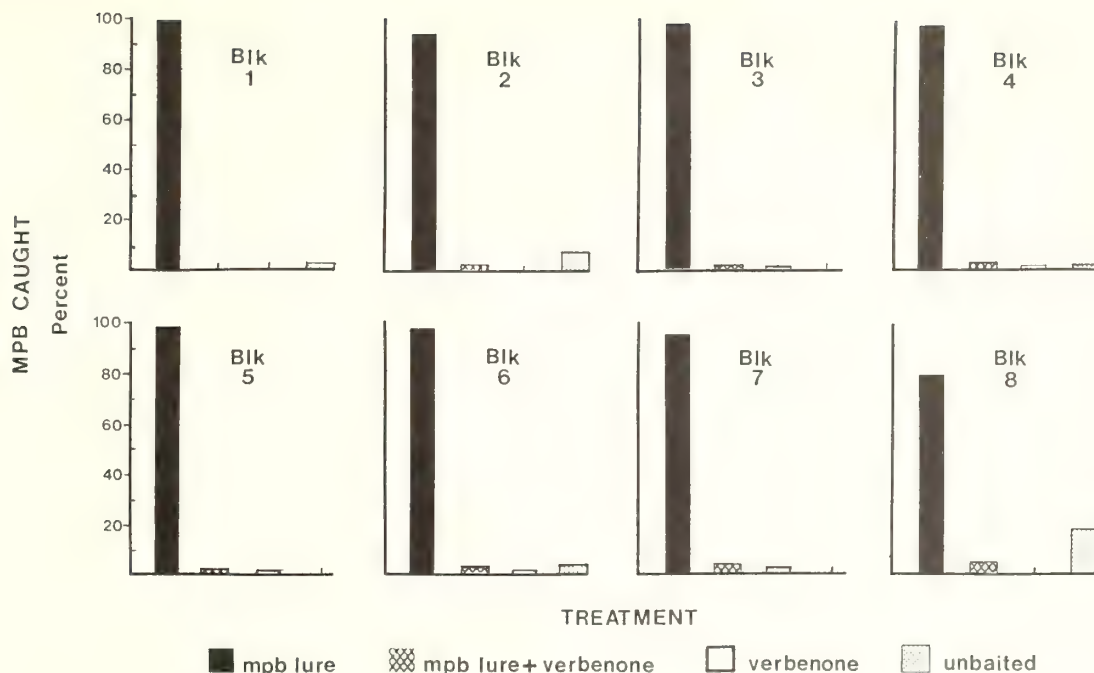 MPB CAUGHT
Percent
100
80
60
40
20
Blk
1
Blk
2
Blk
3
Blk
4
100
80
60
40
20
Blk
5
Blk
6
Blk
7
Blk
8
TREATMENT
mpb lure
mpb lure+verbenone
verbenone
unbaited